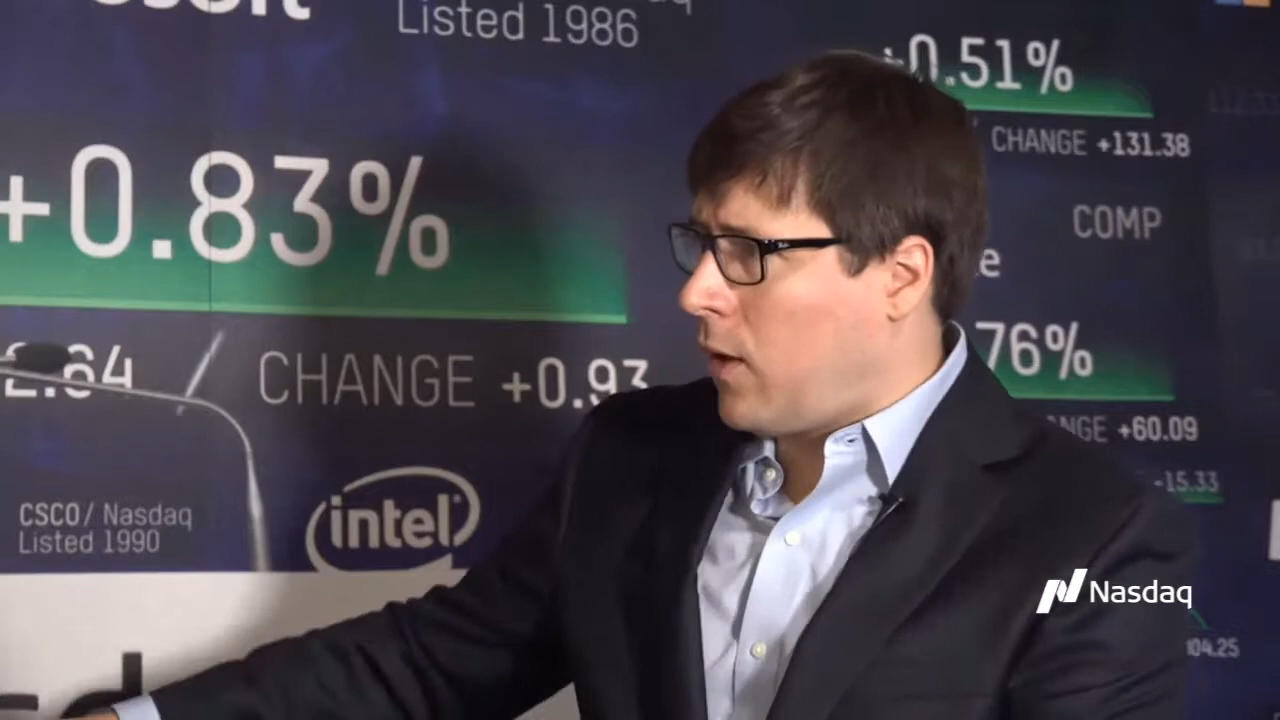 Listed 1986
+0.83%
CHANGE +0.93
CSCO/ Nasdaq
Listed 1990
intel
+0.51%
CHANGE +131.38
COMP
76%
+60.09
-15.33
Nasdaq
104.25